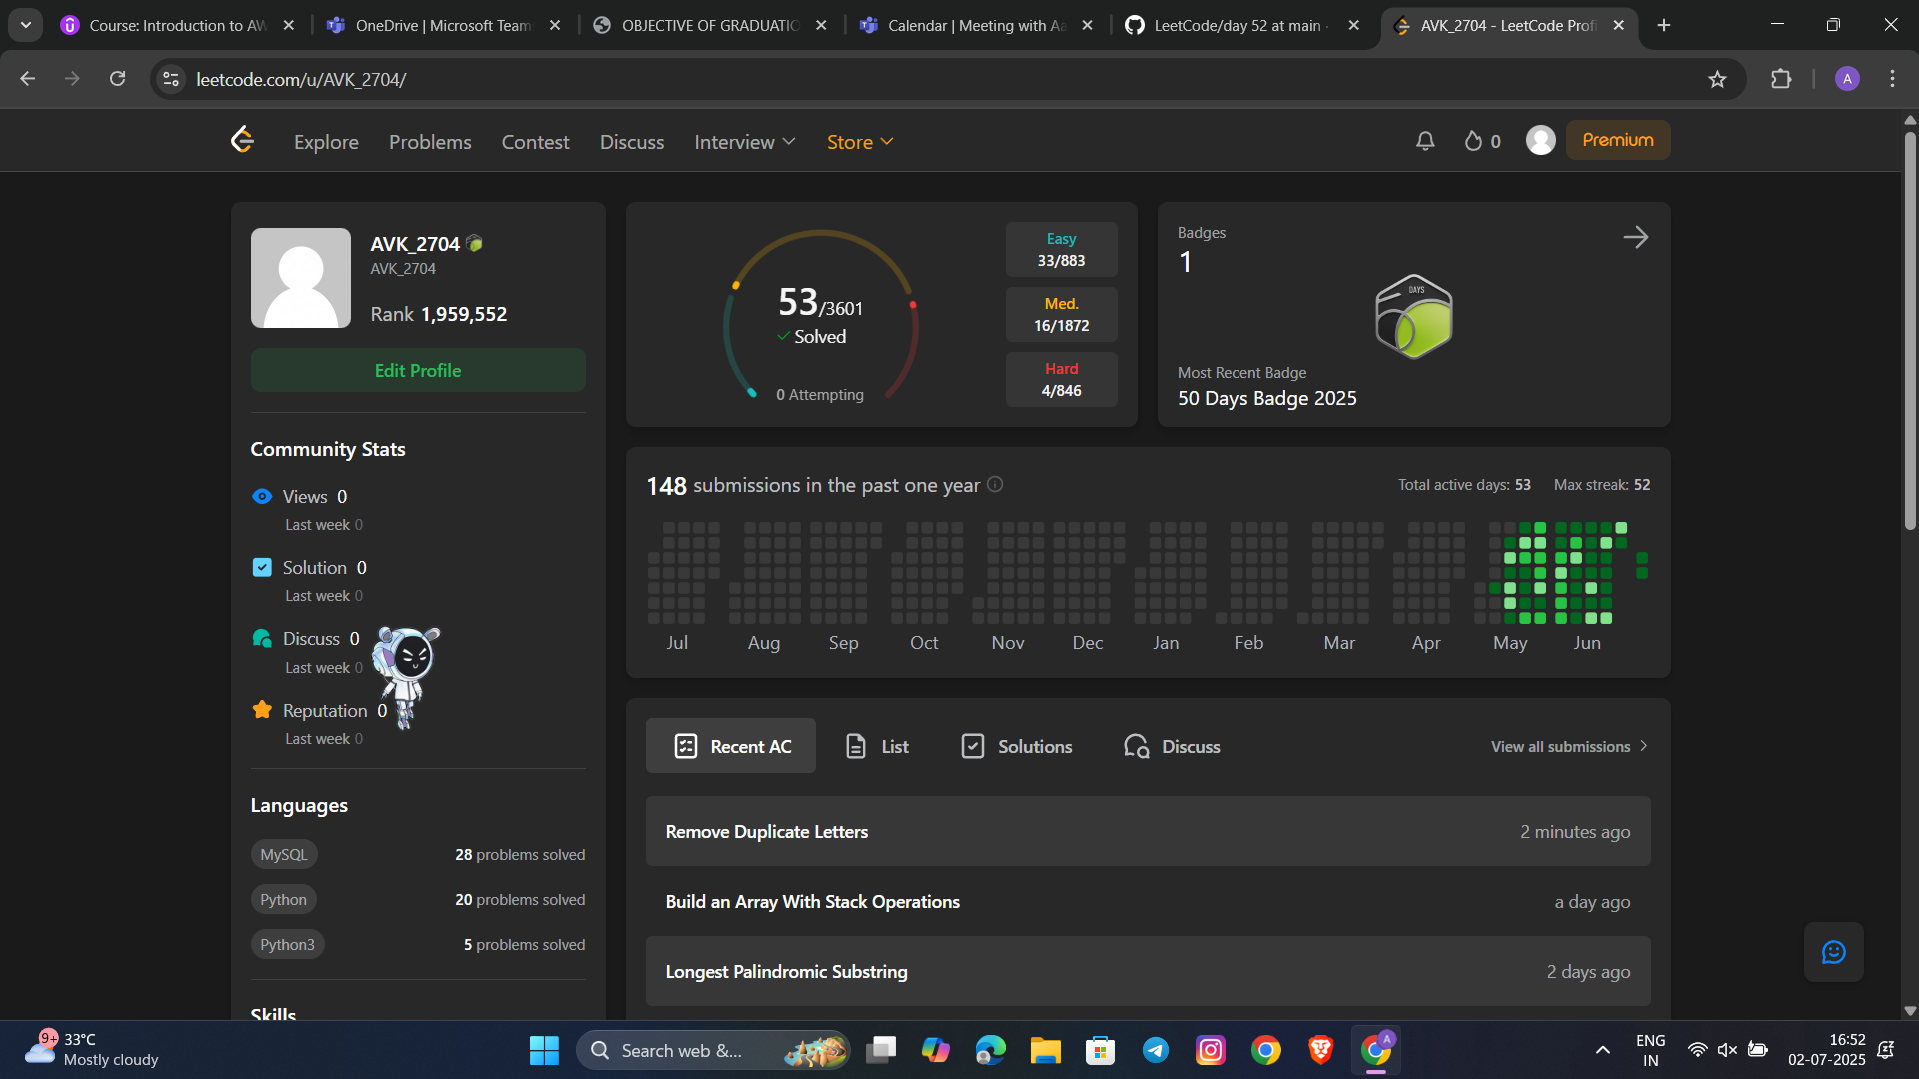 Course: Introduction to AW
OneDrive | Microsoft Team
OBJECTIVE OF GRADUATIO
Calendar | Meeting with Aa
LeetCode/day 52 at main ·
AVK_2704 - LeetCode Profi
leetcode.com/u/AVK_2704/
A
Explore
Problems
Contest
Discuss
Interview
Store
0
Premium
AVK_2704
AVK_2704
Rank 1,959,552
Edit Profile
Community Stats
Views 0
Last week 0
Solution 0
Last week 0
Discuss 0
Last week 0
Reputation 0
Last week 0
Languages
MySQL
28 problems solved
Python
20 problems solved
Python3
5 problems solved
Skills
53/3601
Solved
0 Attempting
Easy
33/883
Med.
16/1872
Hard
4/846
Badges
1
DAYS
Most Recent Badge
50 Days Badge 2025
148 submissions in the past one year
Total active days: 53
Max streak: 52
Jul
Aug
Sep
Oct
Nov
Dec
Jan
Feb
Mar
Apr
May
Jun
Recent AC
List
Solutions
Discuss
View all submissions
Remove Duplicate Letters
2 minutes ago
Build an Array With Stack Operations
a day ago
Longest Palindromic Substring
2 days ago
9+
33°C
Mostly cloudy
Search web &...
A
ENG
IN
16:52
02-07-2025